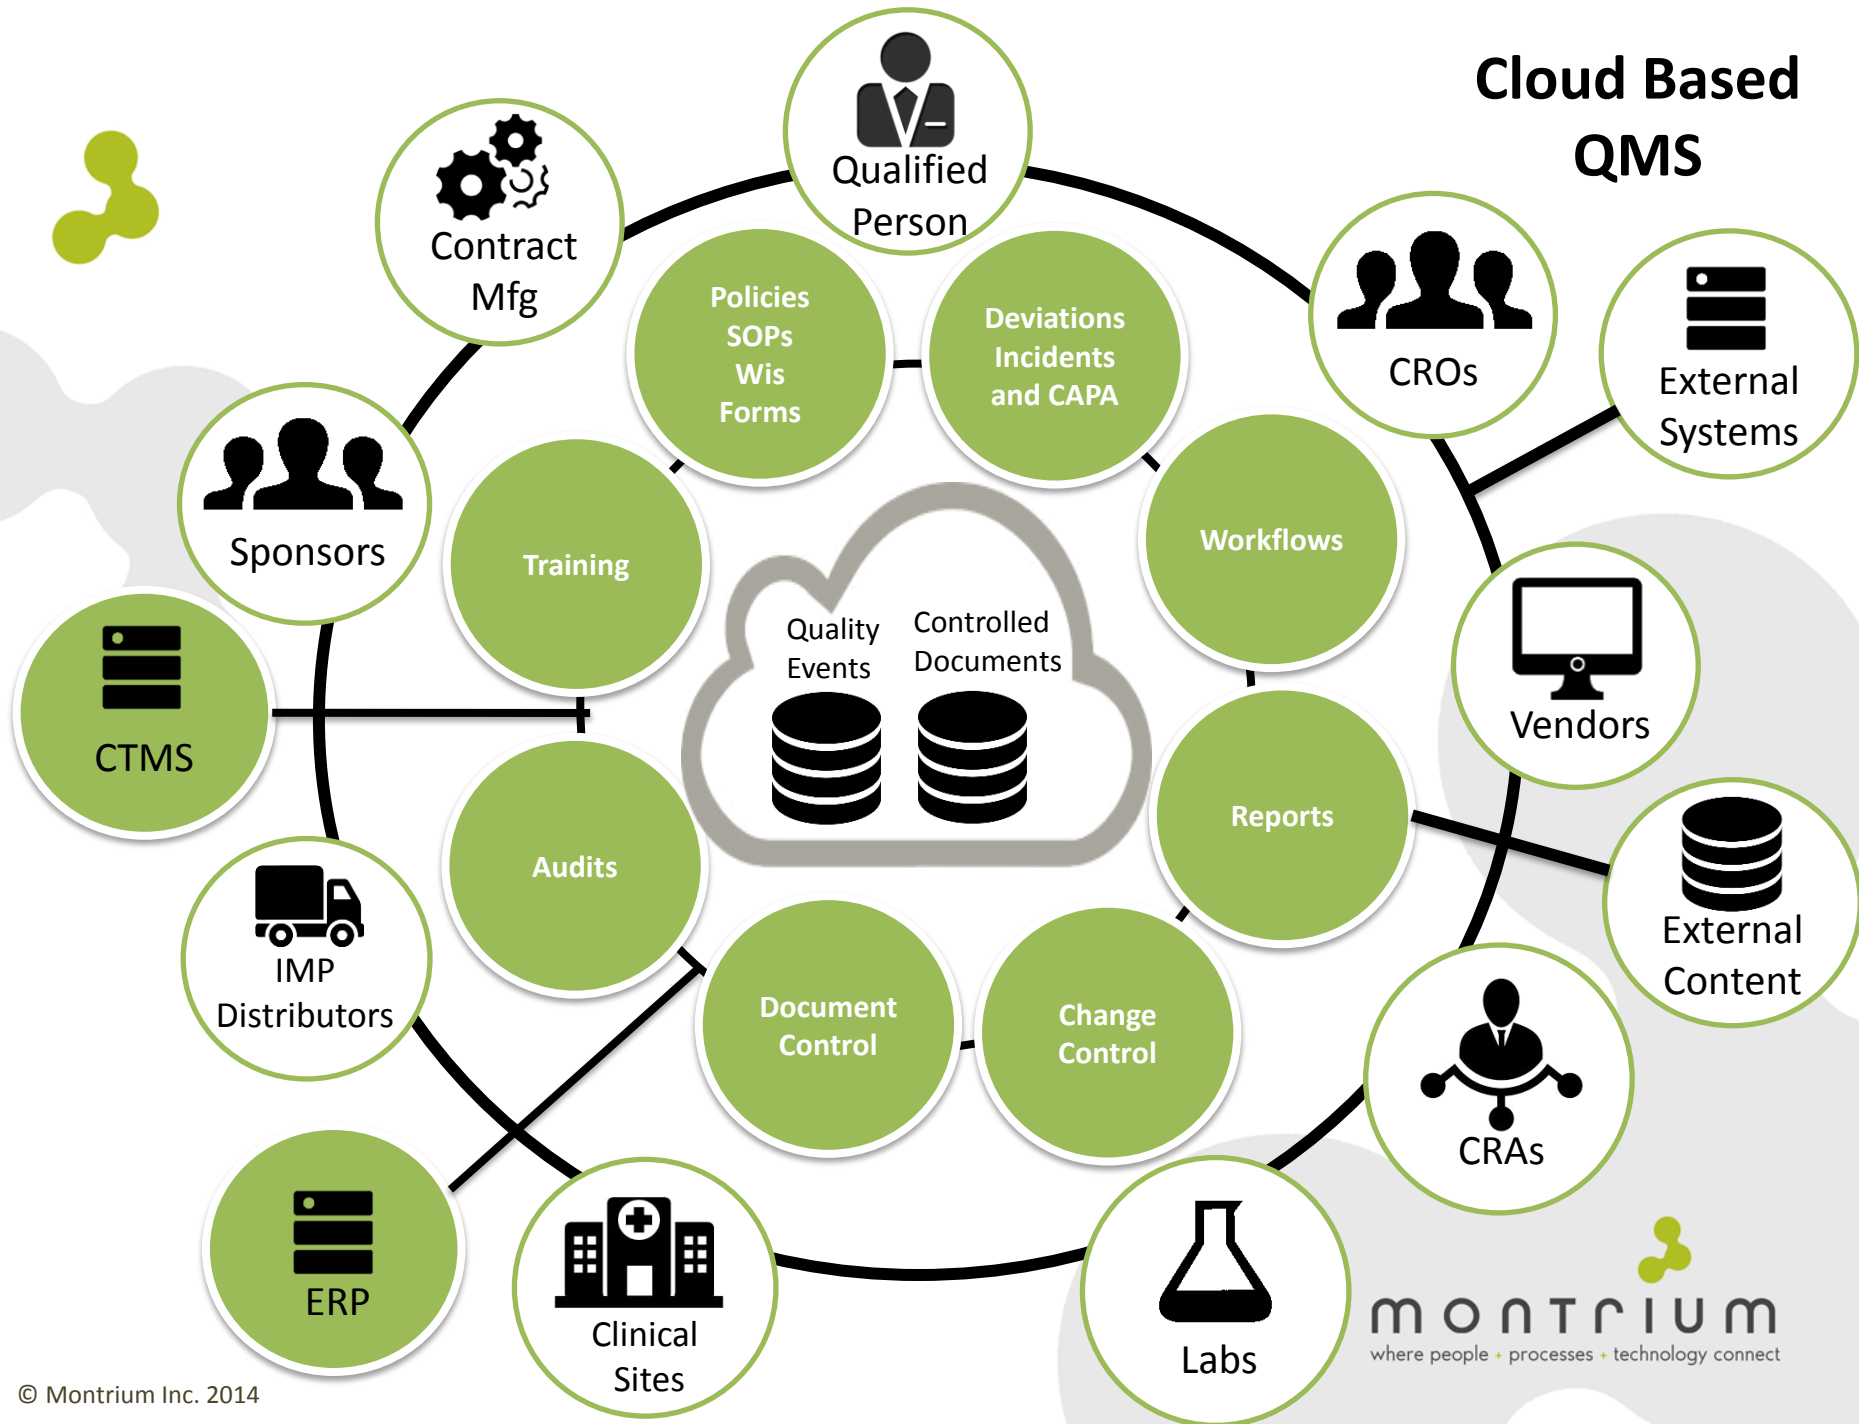 Cloud Based
QMS
Qualified
Person
Contract
Mfg
CROs
External
Systems
Policies
SOPs
Wis
Forms
Deviations
Incidents
and CAPA
Sponsors
Training
Workflows
Quality
Events
Controlled
Documents
Vendors
CTMS
Audits
Reports
External
Content
IMP
Distributors
Document
Control
Change
Control
CRAs
ERP
Clinical
Sites
Labs
montrium
where people + processes + technology connect
© Montrium Inc. 2014